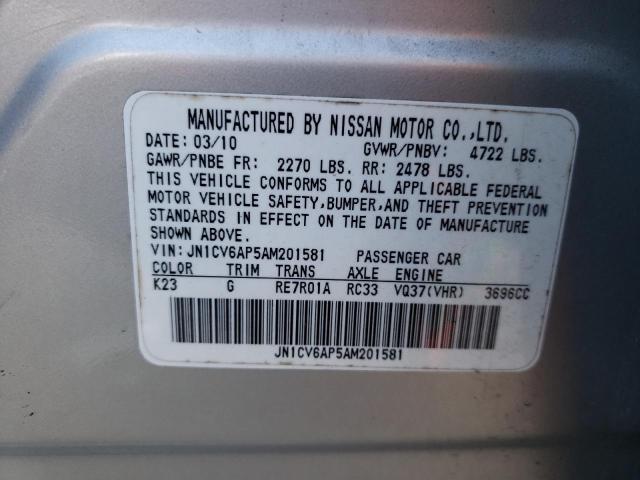 MANUFACTURED BY NISSAN MOTOR CO.,LTD.
DATE: 03/10 GVWR/PNBV: 4722 LBS.
GAWR/PNBE FR: 2270 LBS. RR: 2478 LBS.
THIS VEHICLE CONFORMS TO ALL APPLICABLE FEDERAL
MOTOR VEHICLE SAFETY,BUMPER,AND THEFT PREVENTION
STANDARDS IN EFFECT ON THE DATE OF MANUFACTURE
SHOWN ABOVE.
VIN: JN1CV6AP5AM201581 PASSENGER CAR
COLOR TRIM TRANS AXLE ENGINE
K23 G RE7R01A RC33 VQ37(VHR) 3696CC
JN1CV6AP5AM201581